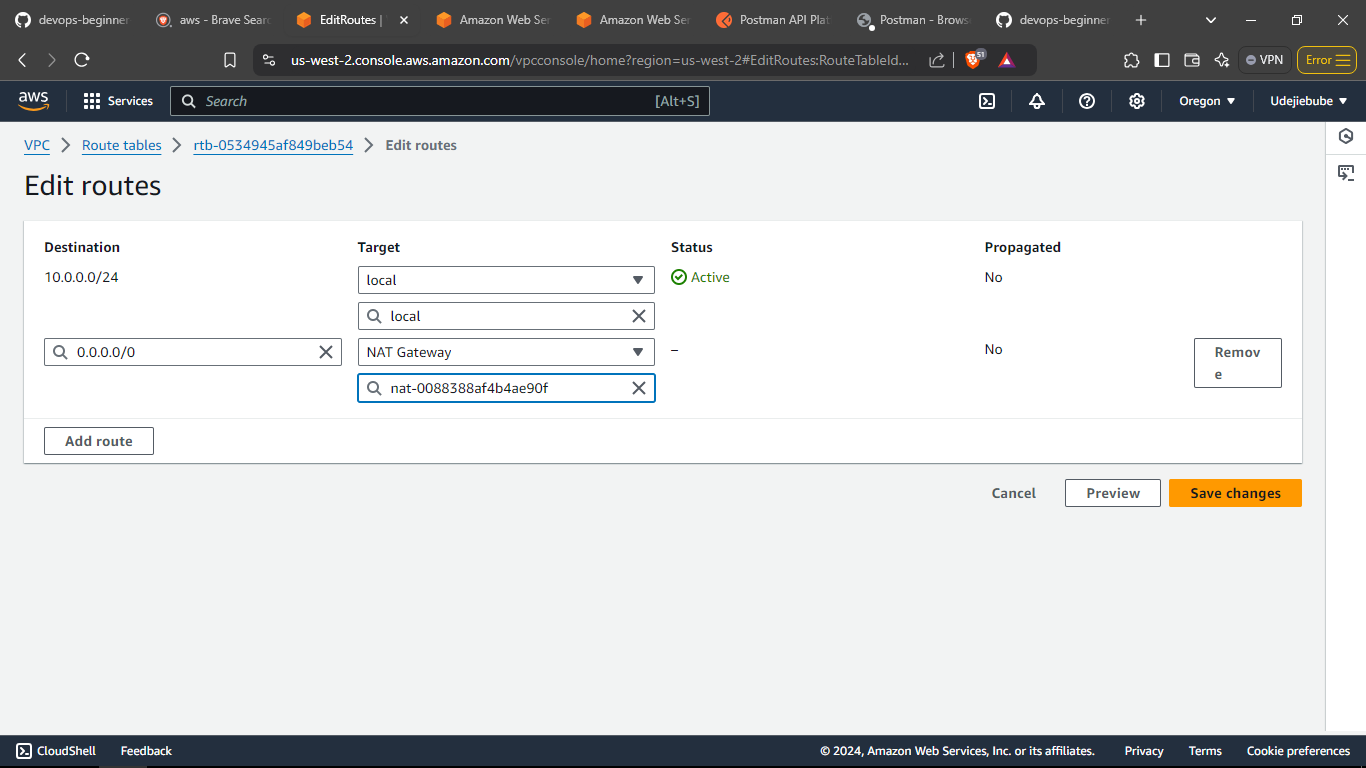 devops-beginner
aws - Brave Sear
EditRoutes |
Amazon Web Ser
Amazon Web Ser
Postman API Plat
Postman - Brows
devops-beginner
us-west-2.console.aws.amazon.com/vpcconsole/home?region=us-west-2#EditRoutes:RouteTableId...
51
VPN
Error
aws
Services
Search
[Alt+S]
Oregon
Udejiebube
VPC
Route tables
rtb-0534945af849beb54
Edit routes
Edit routes
Destination
Target
Status
Propagated
10.0.0.0/24
local
Active
No
local
0.0.0.0/0
NAT Gateway
–
No
Remov
e
nat-0088388af4b4ae90f
Add route
Cancel
Preview
Save changes
CloudShell
Feedback
© 2024, Amazon Web Services, Inc. or its affiliates.
Privacy
Terms
Cookie preferences